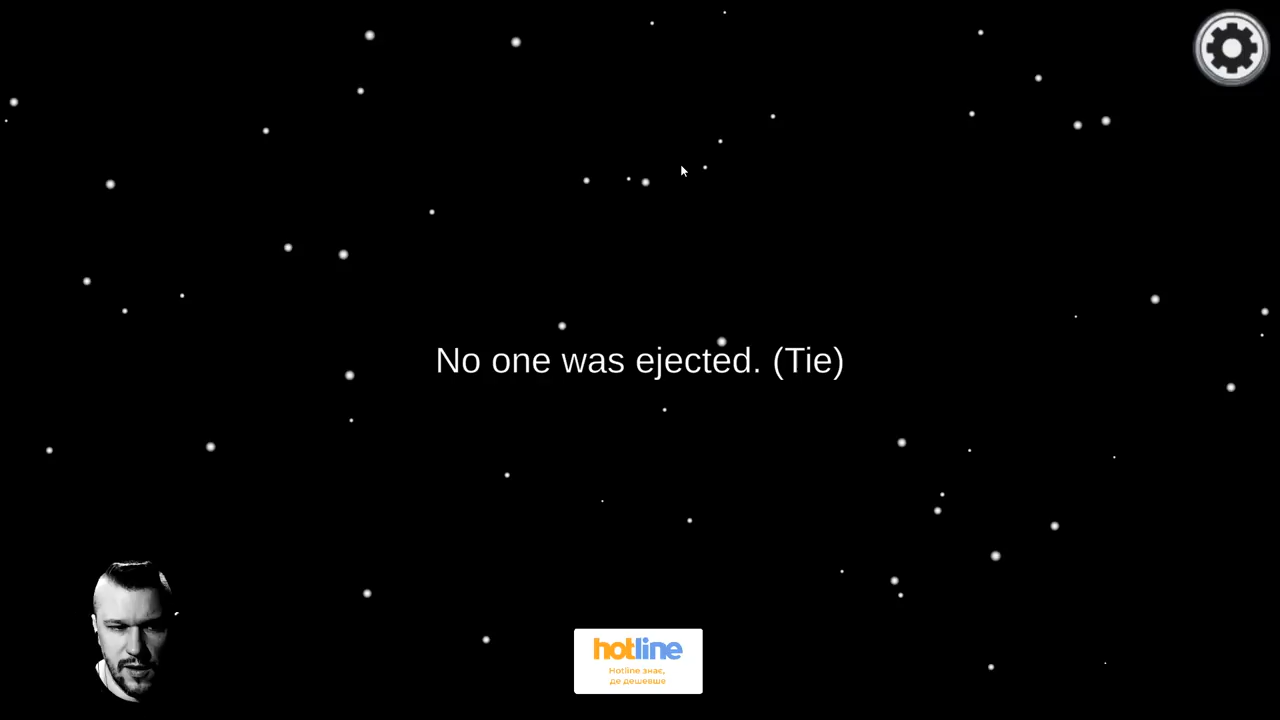 No one was ejected. (Tie)
hotline
Hotline знає,
де дешевше